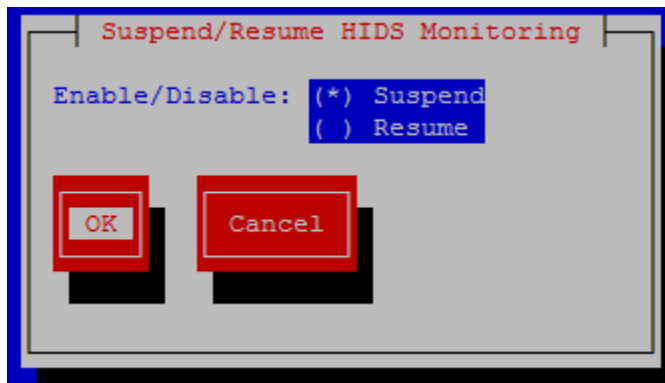 Suspend/Resume HIDS Monitoring
Enable/Disable: (*) Suspend
( ) Resume
OK Cancel